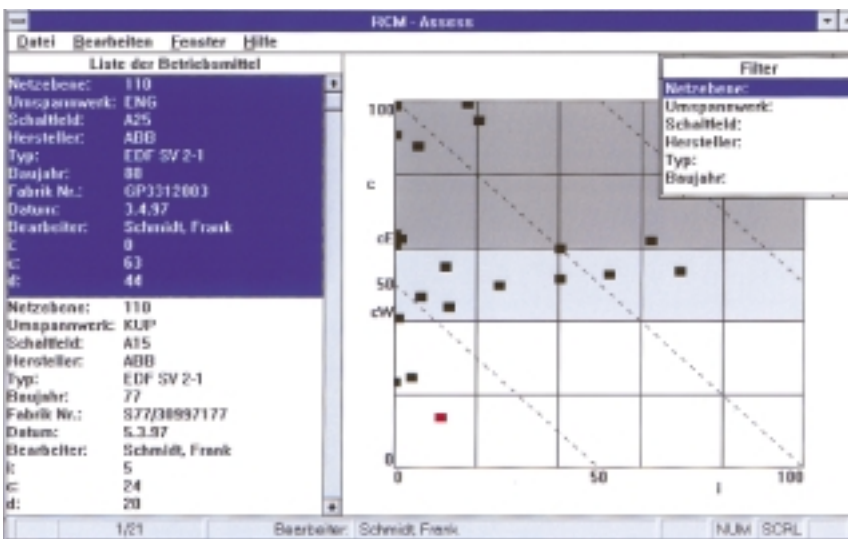 RCM - Assess
Datei Bearbeiten Fenster Hilfe
Liste der Betriebsmittel
Netzebene: 110
Umspannwerk: ENG
Schaltfeld: A25
Hersteller: ABB
Typ: EDF SV 2-1
Baujahr: 80
Fabrik Nr.: GP3312003
Datum: 3.4.97
Bearbeiter: Schmidt, Frank
i: 0
c: 63
d: 44
Netzebene: 110
Umspannwerk: KUP
Schaltfeld: A15
Hersteller: ABB
Typ: EDF SV 2-1
Baujahr: 77
Fabrik Nr.: S77/30997177
Datum: 5.3.97
Bearbeiter: Schmidt, Frank
i: 5
c: 24
d: 20
100
c
cF
50
cW
0
0 50 100
i
Filter
Netzebene:
Umspannwerk:
Schaltfeld:
Hersteller:
Typ:
Baujahr:
1/21 Bearbeiter: Schmidt, Frank NUM SCRL